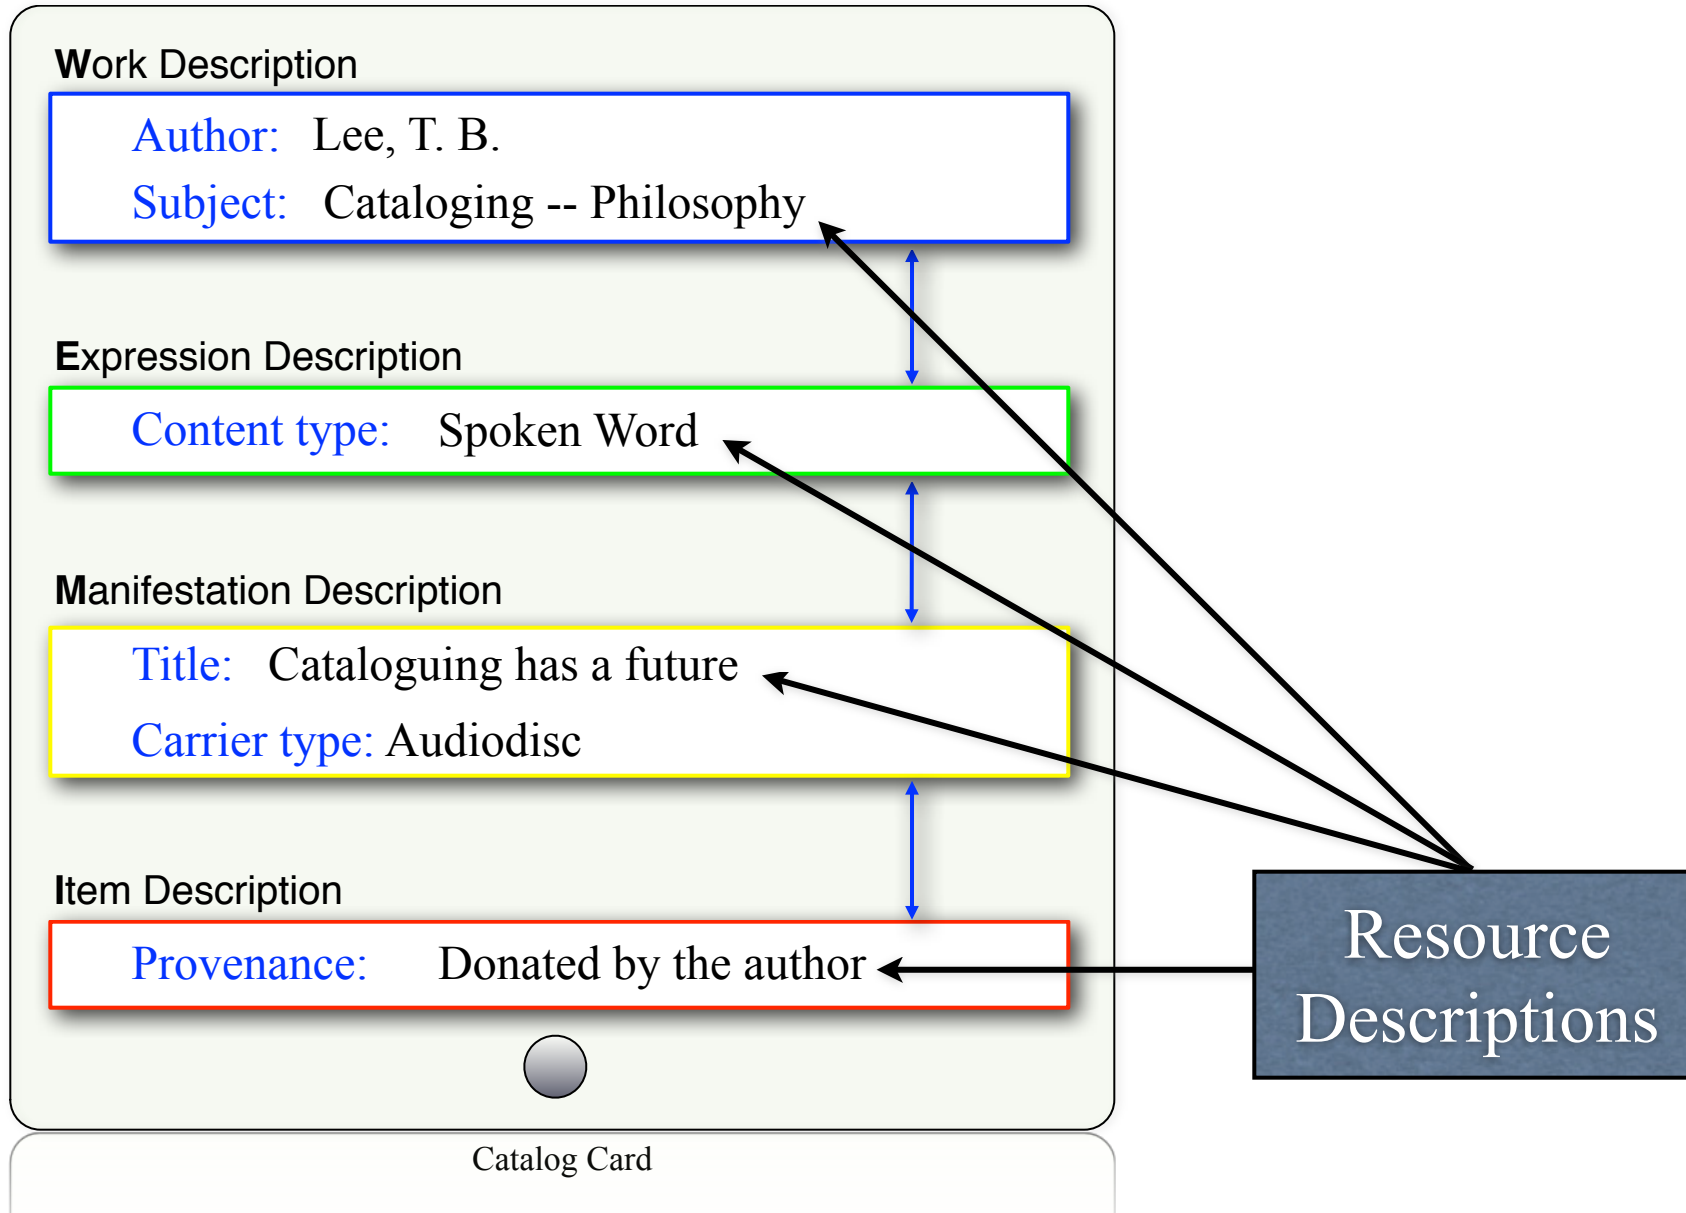 Work Description
Author: Lee, T. B.
Subject: Cataloging -- Philosophy
Expression Description
Content type: Spoken Word
Manifestation Description
Title: Cataloguing has a future
Carrier type: Audiodisc
Item Description
Provenance: Donated by the author
Resource
Descriptions
Catalog Card